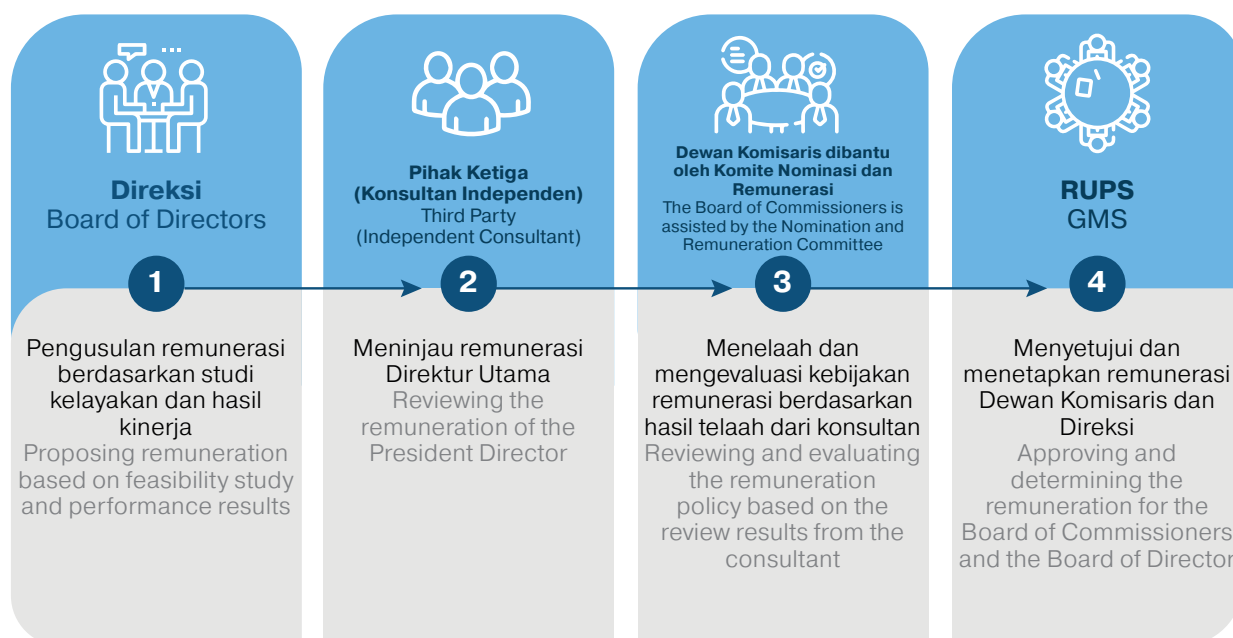 Direksi
Board of Directors
1
Pengusulan remunerasi
berdasarkan studi
kelayakan dan hasil
kinerja
Proposing remuneration
based on feasibility study
and performance results
Pihak Ketiga
(Konsultan Independen)
Third Party
(Independent Consultant)
2
Meninjau remunerasi
Direktur Utama
Reviewing the
remuneration of the
President Director
Dewan Komisaris dibantu
oleh Komite Nominasi dan
Remunerasi
The Board of Commissioners is
assisted by the Nomination and
Remuneration Committee
3
Menelaah dan
mengevaluasi kebijakan
remunerasi berdasarkan
hasil telaah dari konsultan
Reviewing and evaluating
the remuneration
policy based on the
review results from the
consultant
RUPS
GMS
4
Menyetujui dan
menetapkan remunerasi
Dewan Komisaris dan
Direksi
Approving and
determining the
remuneration for the
Board of Commissioners
and the Board of Director